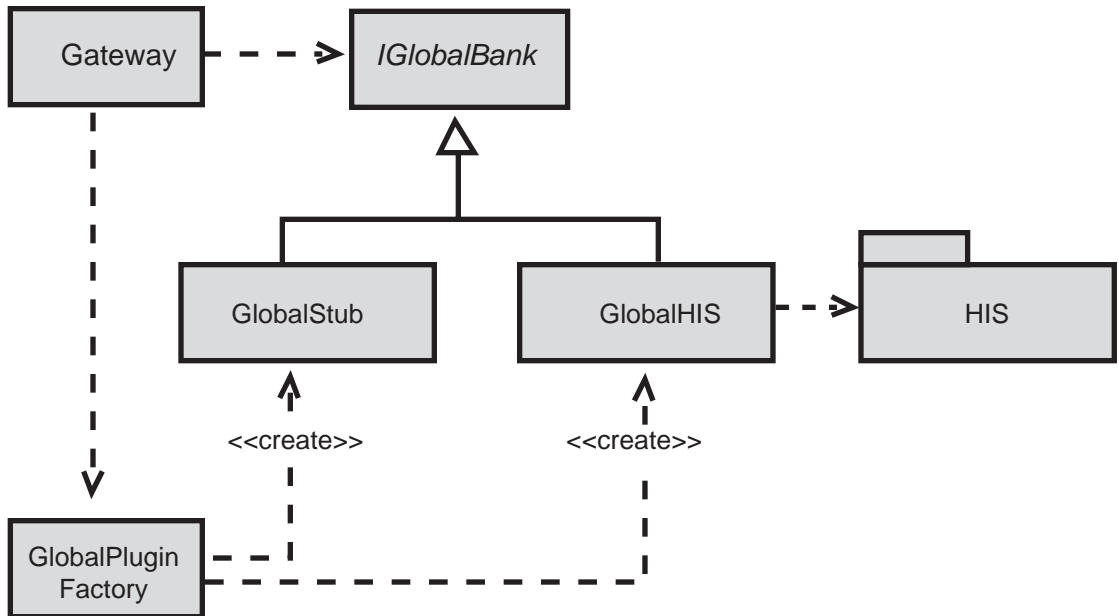 Gateway
IGlobalBank
GlobalStub
GlobalHIS
HIS
<<create>>
<<create>>
GlobalPlugin
Factory